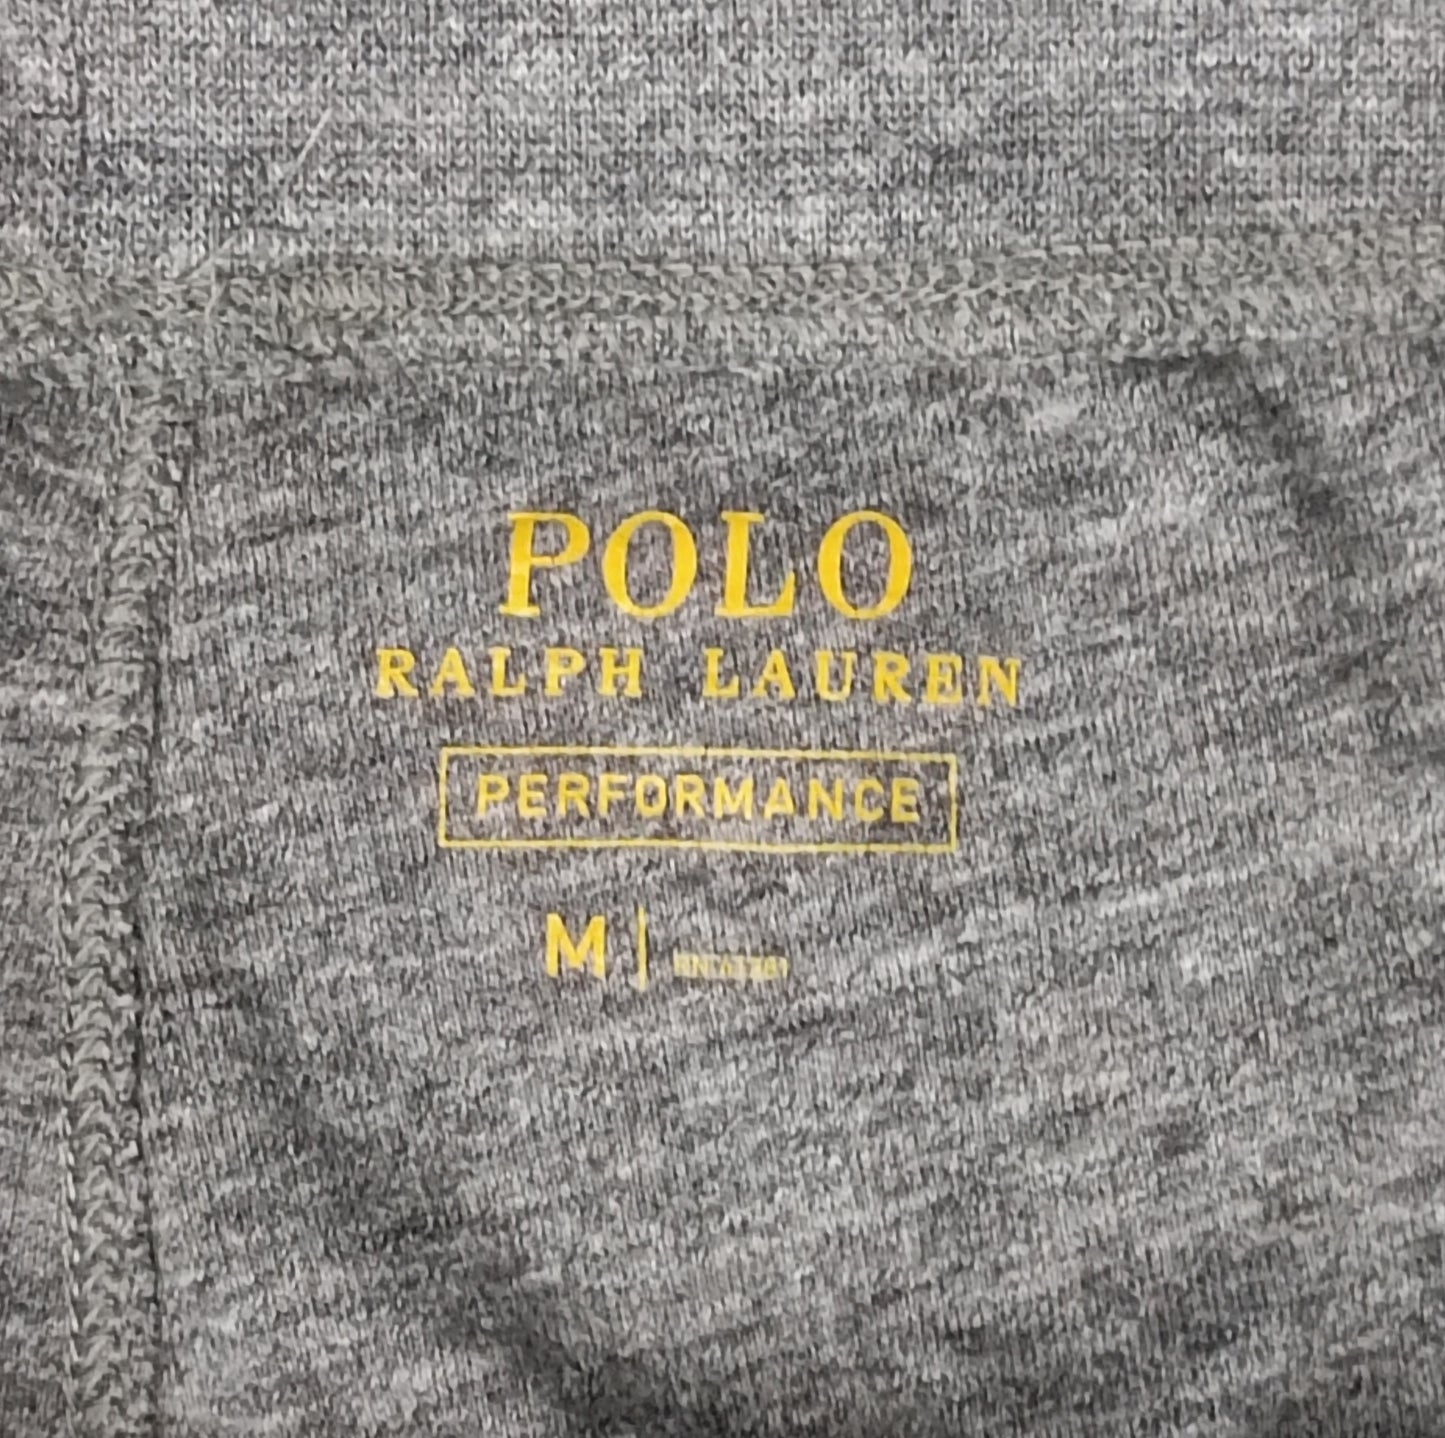 POLO
RALPH LAUREN
PERFORMANCE
M |